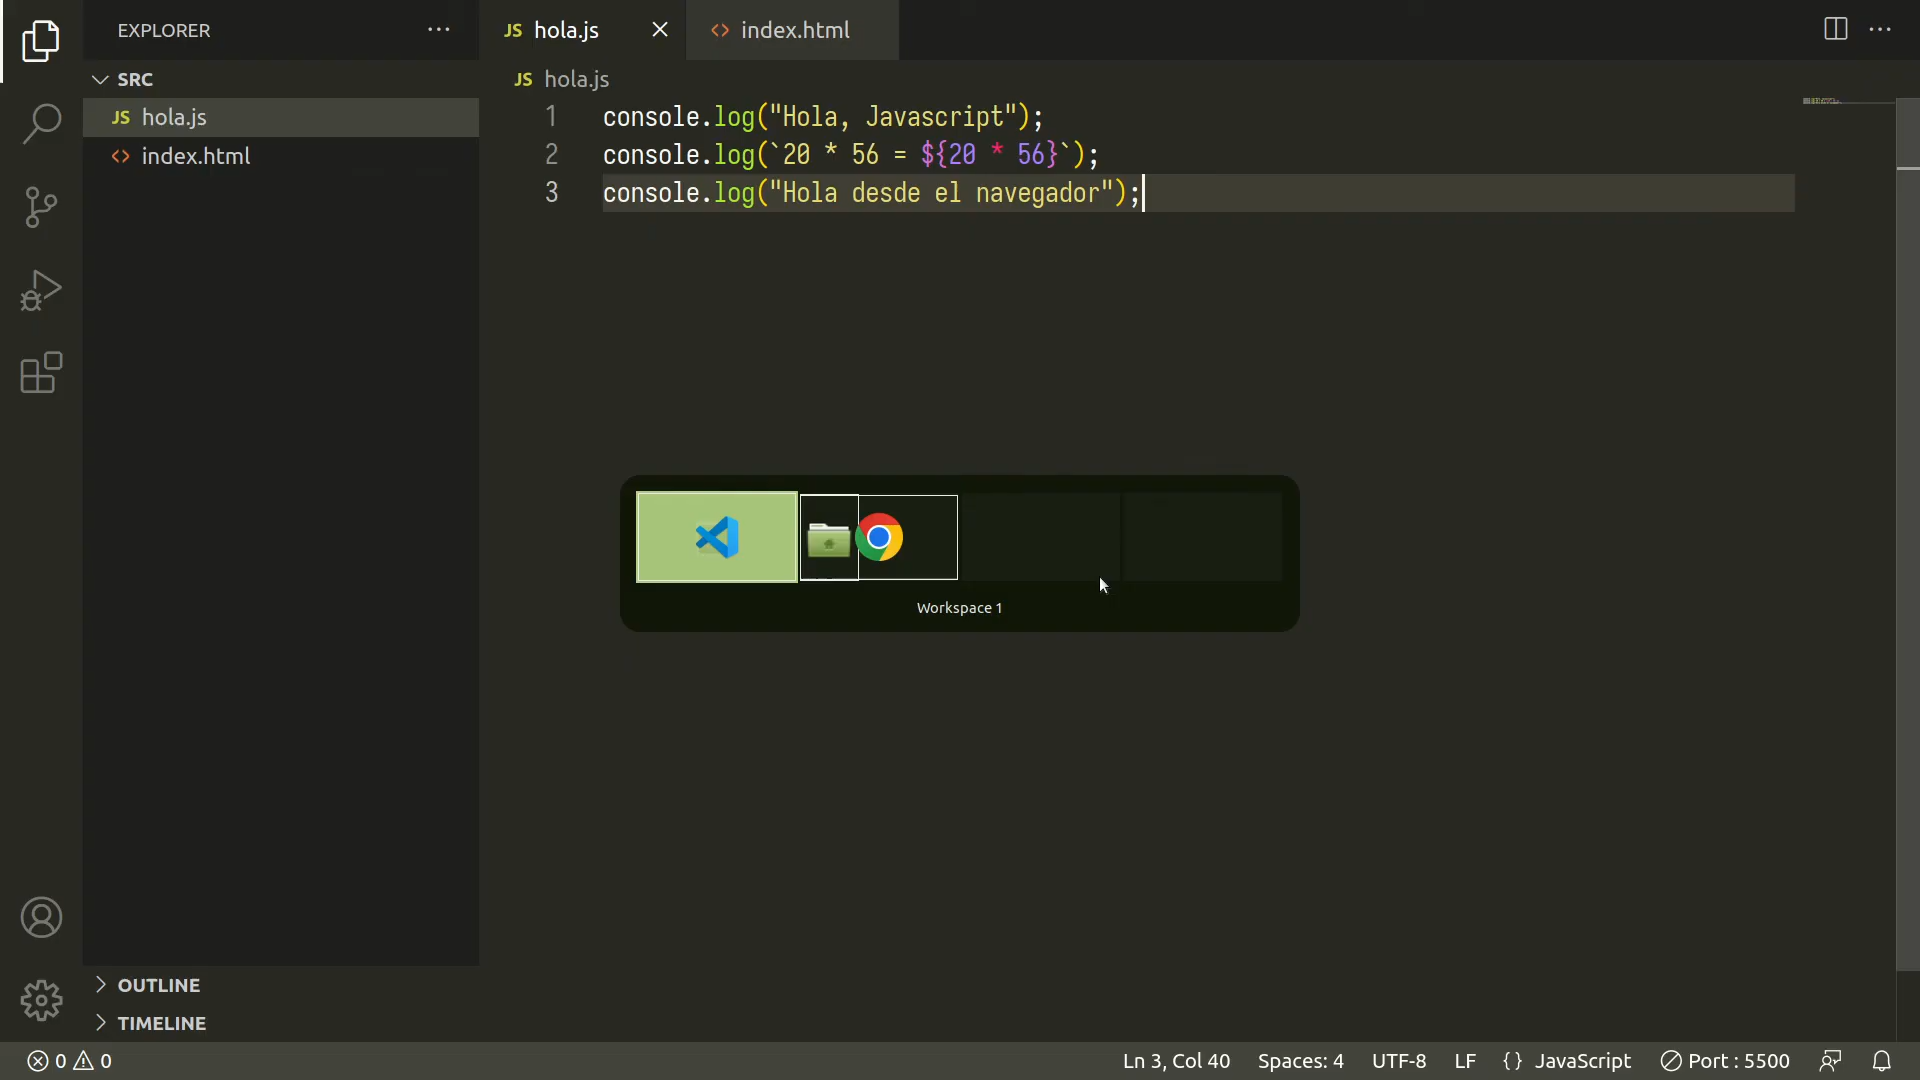 EXPLORER
SRC
JS hola.js
<> index.html
OUTLINE
TIMELINE
JS hola.js
<> index.html
JS hola.js
1 console.log("Hola, Javascript");
2 console.log(`20 * 56 = ${20 * 56}`);
3 console.log("Hola desde el navegador");
Workspace 1
0 0
Ln 3, Col 40 Spaces: 4 UTF-8 LF {} JavaScript Port : 5500